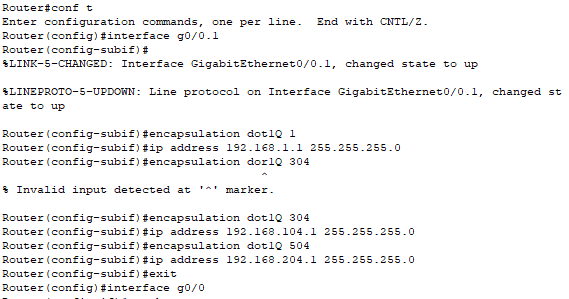 Router#conf t
Enter configuration commands, one per line.  End with CNTL/Z.
Router(config)#interface g0/0.1
Router(config-subif)#
%LINK-5-CHANGED: Interface GigabitEthernet0/0.1, changed state to up
%LINEPROTO-5-UPDOWN: Line protocol on Interface GigabitEthernet0/0.1, changed st
ate to up
Router(config-subif)#encapsulation dot1Q 1
Router(config-subif)#ip address 192.168.1.1 255.255.255.0
Router(config-subif)#encapsulation dor1Q 304
^
% Invalid input detected at '^' marker.
Router(config-subif)#encapsulation dot1Q 304
Router(config-subif)#ip address 192.168.104.1 255.255.255.0
Router(config-subif)#encapsulation dot1Q 504
Router(config-subif)#ip address 192.168.204.1 255.255.255.0
Router(config-subif)#exit
Router(config)#interface g0/0